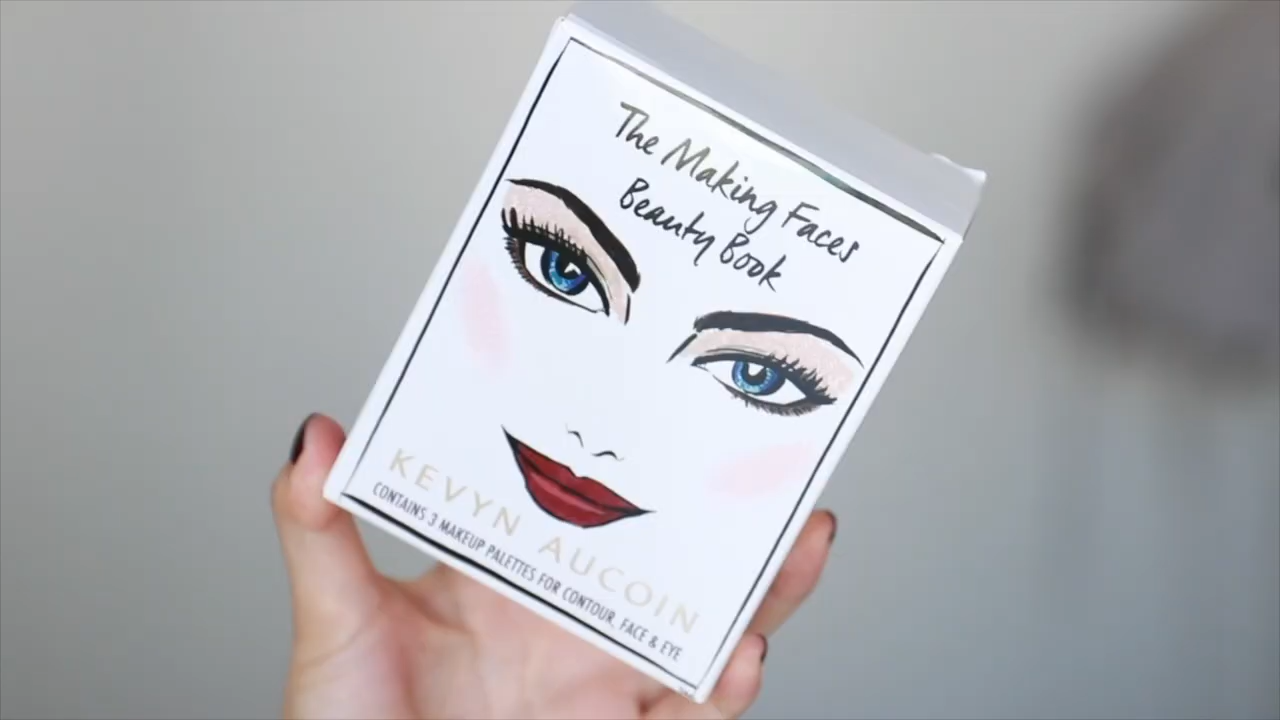 The Making Faces
Beauty Book
KEVYN AUCOIN
CONTAINS 3 MAKEUP PALETTES FOR CONTOUR, FACE & EYE